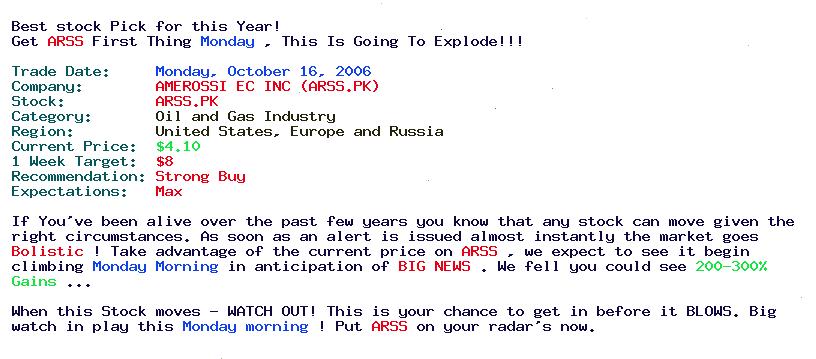 Best stock Pick for this Year!
Get ARSS First Thing Monday , This Is Going To Explode!!!
Trade Date: Monday, October 16, 2006
Company: AMEROSSI EC INC (ARSS.PK)
Stock: ARSS.PK
Category: Oil and Gas Industry
Region: United States, Europe and Russia
Current Price: $4.10
1 Week Target: $8
Recommendation: Strong Buy
Expectations: Max
If You've been alive over the past few years you know that any stock can move given the
right circumstances. As soon as an alert is issued almost instantly the market goes
Bolistic ! Take advantage of the current price on ARSS , we expect to see it begin
climbing Monday Morning in anticipation of BIG NEWS . We fell you could see 200-300%
Gains ...
When this Stock moves - WATCH OUT! This is your chance to get in before it BLOWS. Big
watch in play this Monday morning ! Put ARSS on your radar's now.